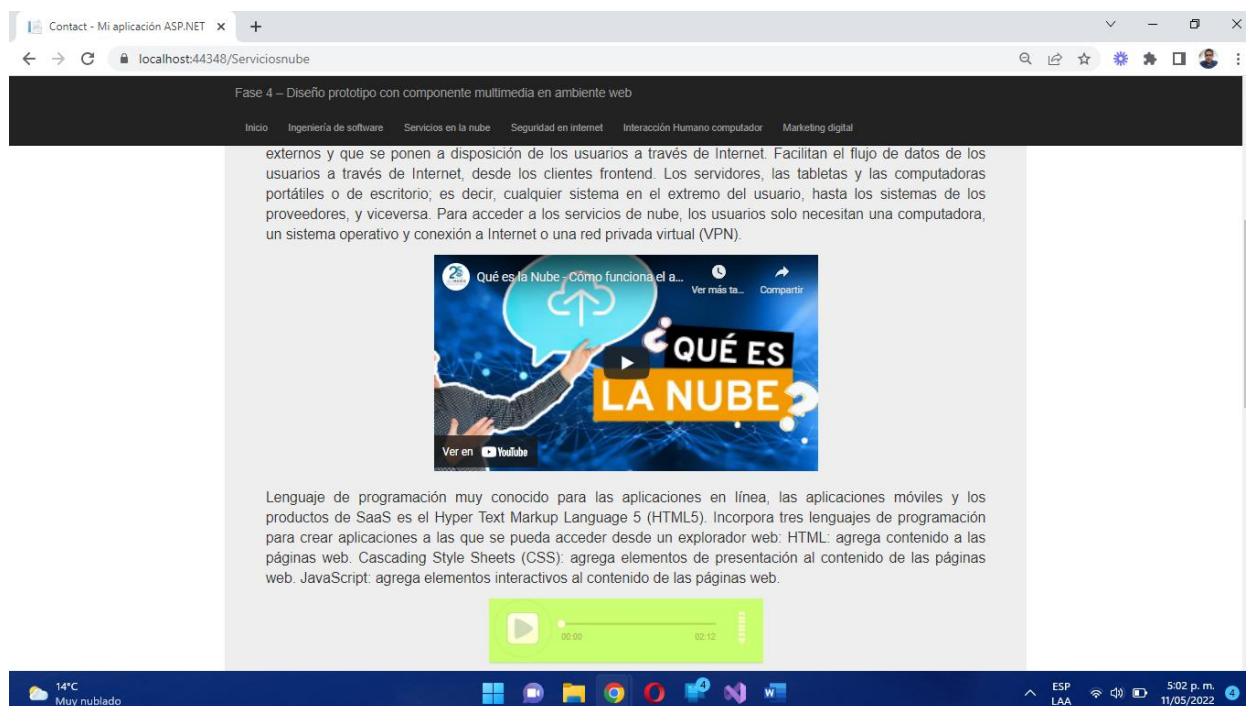 Contact - Mi aplicación ASP.NET
localhost:44348/Serviciosnube
Fase 4 – Diseño prototipo con componente multimedia en ambiente web
Inicio Ingeniería de software Servicios en la nube Seguridad en internet Interacción Humano computador Marketing digital
externos y que se ponen a disposición de los usuarios a través de Internet. Facilitan el flujo de datos de los
usuarios a través de Internet, desde los clientes frontend. Los servidores, las tabletas y las computadoras
portátiles o de escritorio; es decir, cualquier sistema en el extremo del usuario, hasta los sistemas de los
proveedores, y viceversa. Para acceder a los servicios de nube, los usuarios solo necesitan una computadora,
un sistema operativo y conexión a Internet o una red privada virtual (VPN).
Qué es la Nube - Cómo funciona el a...
Ver más ta... Compartir
¿QUÉ ES
LA NUBE?
Ver en YouTube
Lenguaje de programación muy conocido para las aplicaciones en línea, las aplicaciones móviles y los
productos de SaaS es el Hyper Text Markup Language 5 (HTML5). Incorpora tres lenguajes de programación
para crear aplicaciones a las que se pueda acceder desde un explorador web: HTML: agrega contenido a las
páginas web. Cascading Style Sheets (CSS): agrega elementos de presentación al contenido de las páginas
web. JavaScript: agrega elementos interactivos al contenido de las páginas web.
00:00 02:12
14°C
Muy nublado
4
ESP
LAA
5:02 p. m.
11/05/2022
4